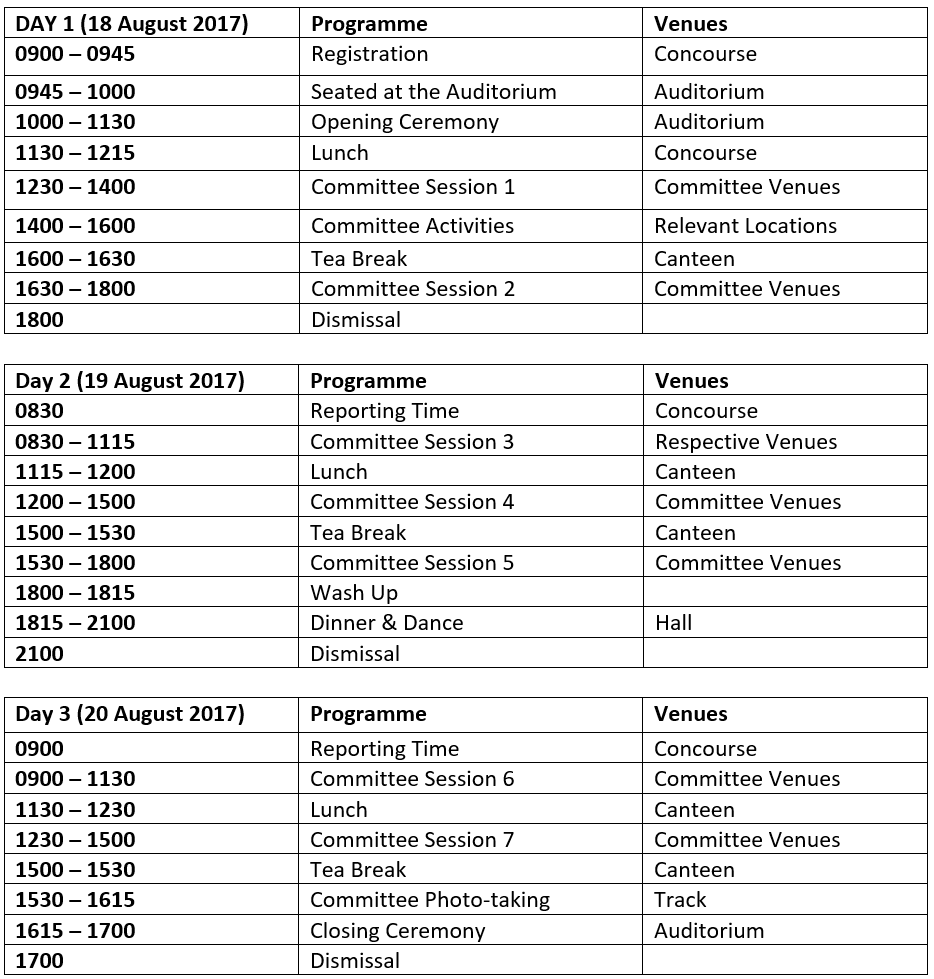 DAY 1 (18 August 2017) Programme Venues
0900 – 0945 Registration Concourse
0945 – 1000 Seated at the Auditorium Auditorium
1000 – 1130 Opening Ceremony Auditorium
1130 – 1215 Lunch Concourse
1230 – 1400 Committee Session 1 Committee Venues
1400 – 1600 Committee Activities Relevant Locations
1600 – 1630 Tea Break Canteen
1630 – 1800 Committee Session 2 Committee Venues
1800 Dismissal
Day 2 (19 August 2017) Programme Venues
0830 Reporting Time Concourse
0830 – 1115 Committee Session 3 Respective Venues
1115 – 1200 Lunch Canteen
1200 – 1500 Committee Session 4 Committee Venues
1500 – 1530 Tea Break Canteen
1530 – 1800 Committee Session 5 Committee Venues
1800 – 1815 Wash Up
1815 – 2100 Dinner & Dance Hall
2100 Dismissal
Day 3 (20 August 2017) Programme Venues
0900 Reporting Time Concourse
0900 – 1130 Committee Session 6 Committee Venues
1130 – 1230 Lunch Canteen
1230 – 1500 Committee Session 7 Committee Venues
1500 – 1530 Tea Break Canteen
1530 – 1615 Committee Photo-taking Track
1615 – 1700 Closing Ceremony Auditorium
1700 Dismissal